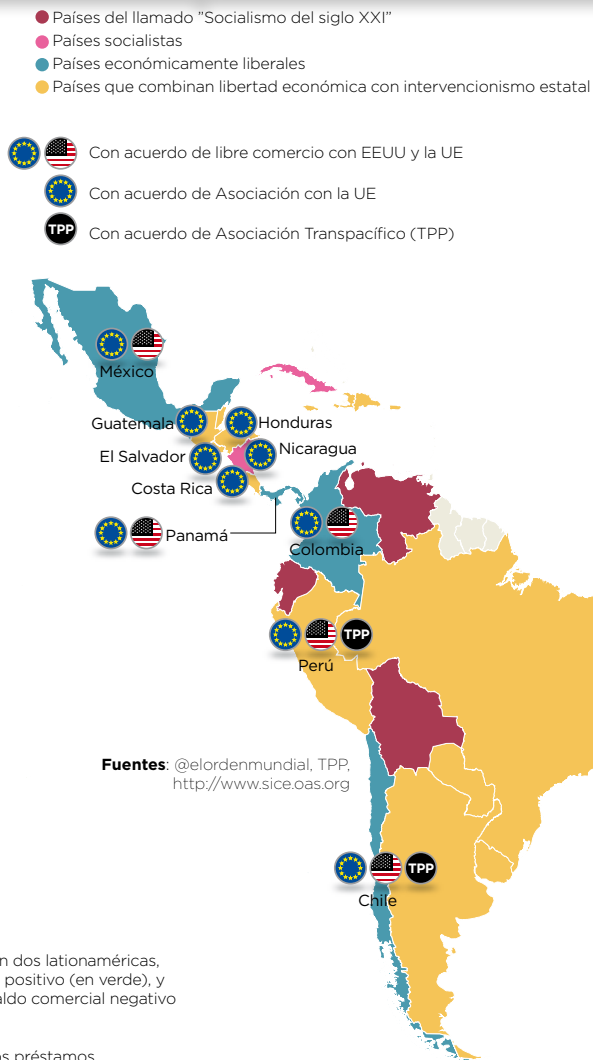 Países del llamado ”Socialismo del siglo XXI”
Países socialistas
Países económicamente liberales
Países que combinan libertad económica con intervencionismo estatal
Con acuerdo de libre comercio con EEUU y la UE
Con acuerdo de Asociación con la UE
TPP Con acuerdo de Asociación Transpacífico (TPP)
México
Guatemala
Honduras
El Salvador
Nicaragua
Costa Rica
Panamá
Colombia
TPP
Perú
Fuentes: @elordenmundial, TPP,
http://www.sice.oas.org
TPP
Chile
n dos lationaméricas,
positivo (en verde), y
aldo comercial negativo
os préstamos